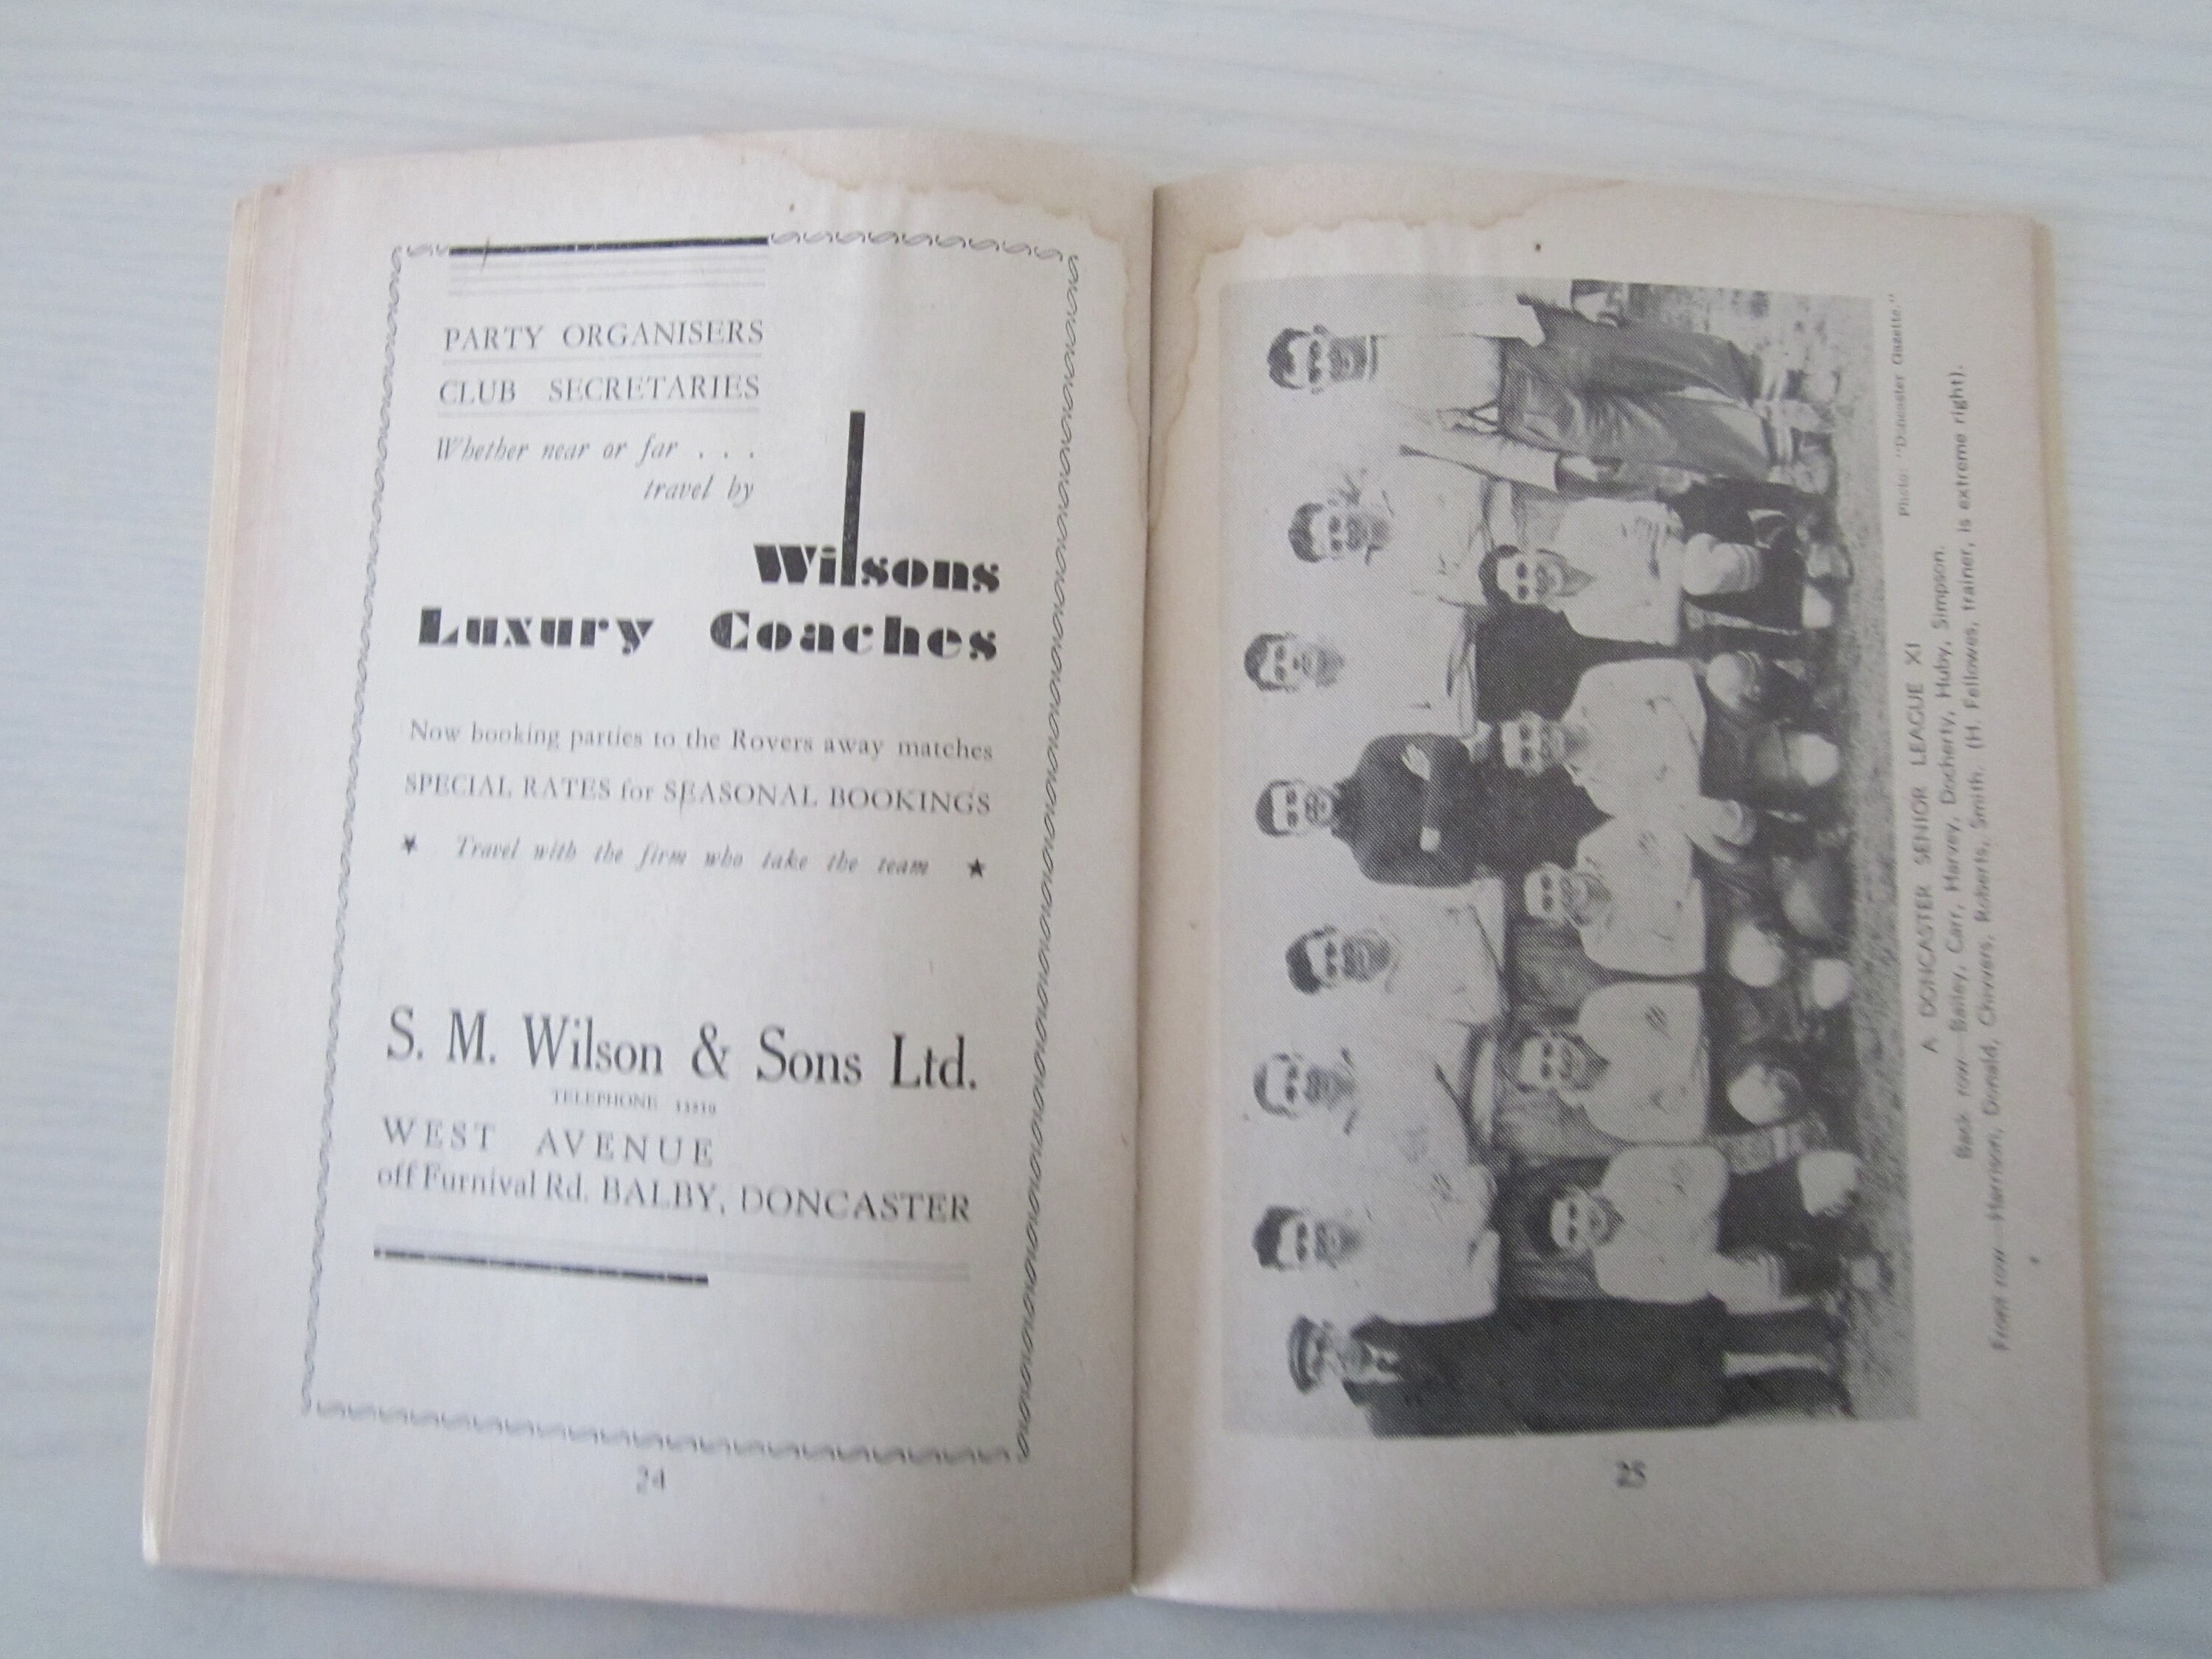 PARTY ORGANISERS
CLUB SECRETARIES
Whether near or far . . .
travel by
Wilsons
Luxury Coaches
Now booking parties to the Rovers away matches
SPECIAL RATES for SEASONAL BOOKINGS
★ Travel with the firm who take the team ★
S. M. Wilson & Sons Ltd.
TELEPHONE
WEST AVENUE
off Furnival Rd. BALBY, DONCASTER
24
Photo: "Doncaster Gazette."
A DONCASTER SENIOR LEAGUE XI
Back row—Bailey, Carr, Harvey, Docherty, Huby, Simpson.
Front row—Harrison, Donald, Chivers, Roberts, Smith. (H. Fellowes, trainer, is extreme right).
25